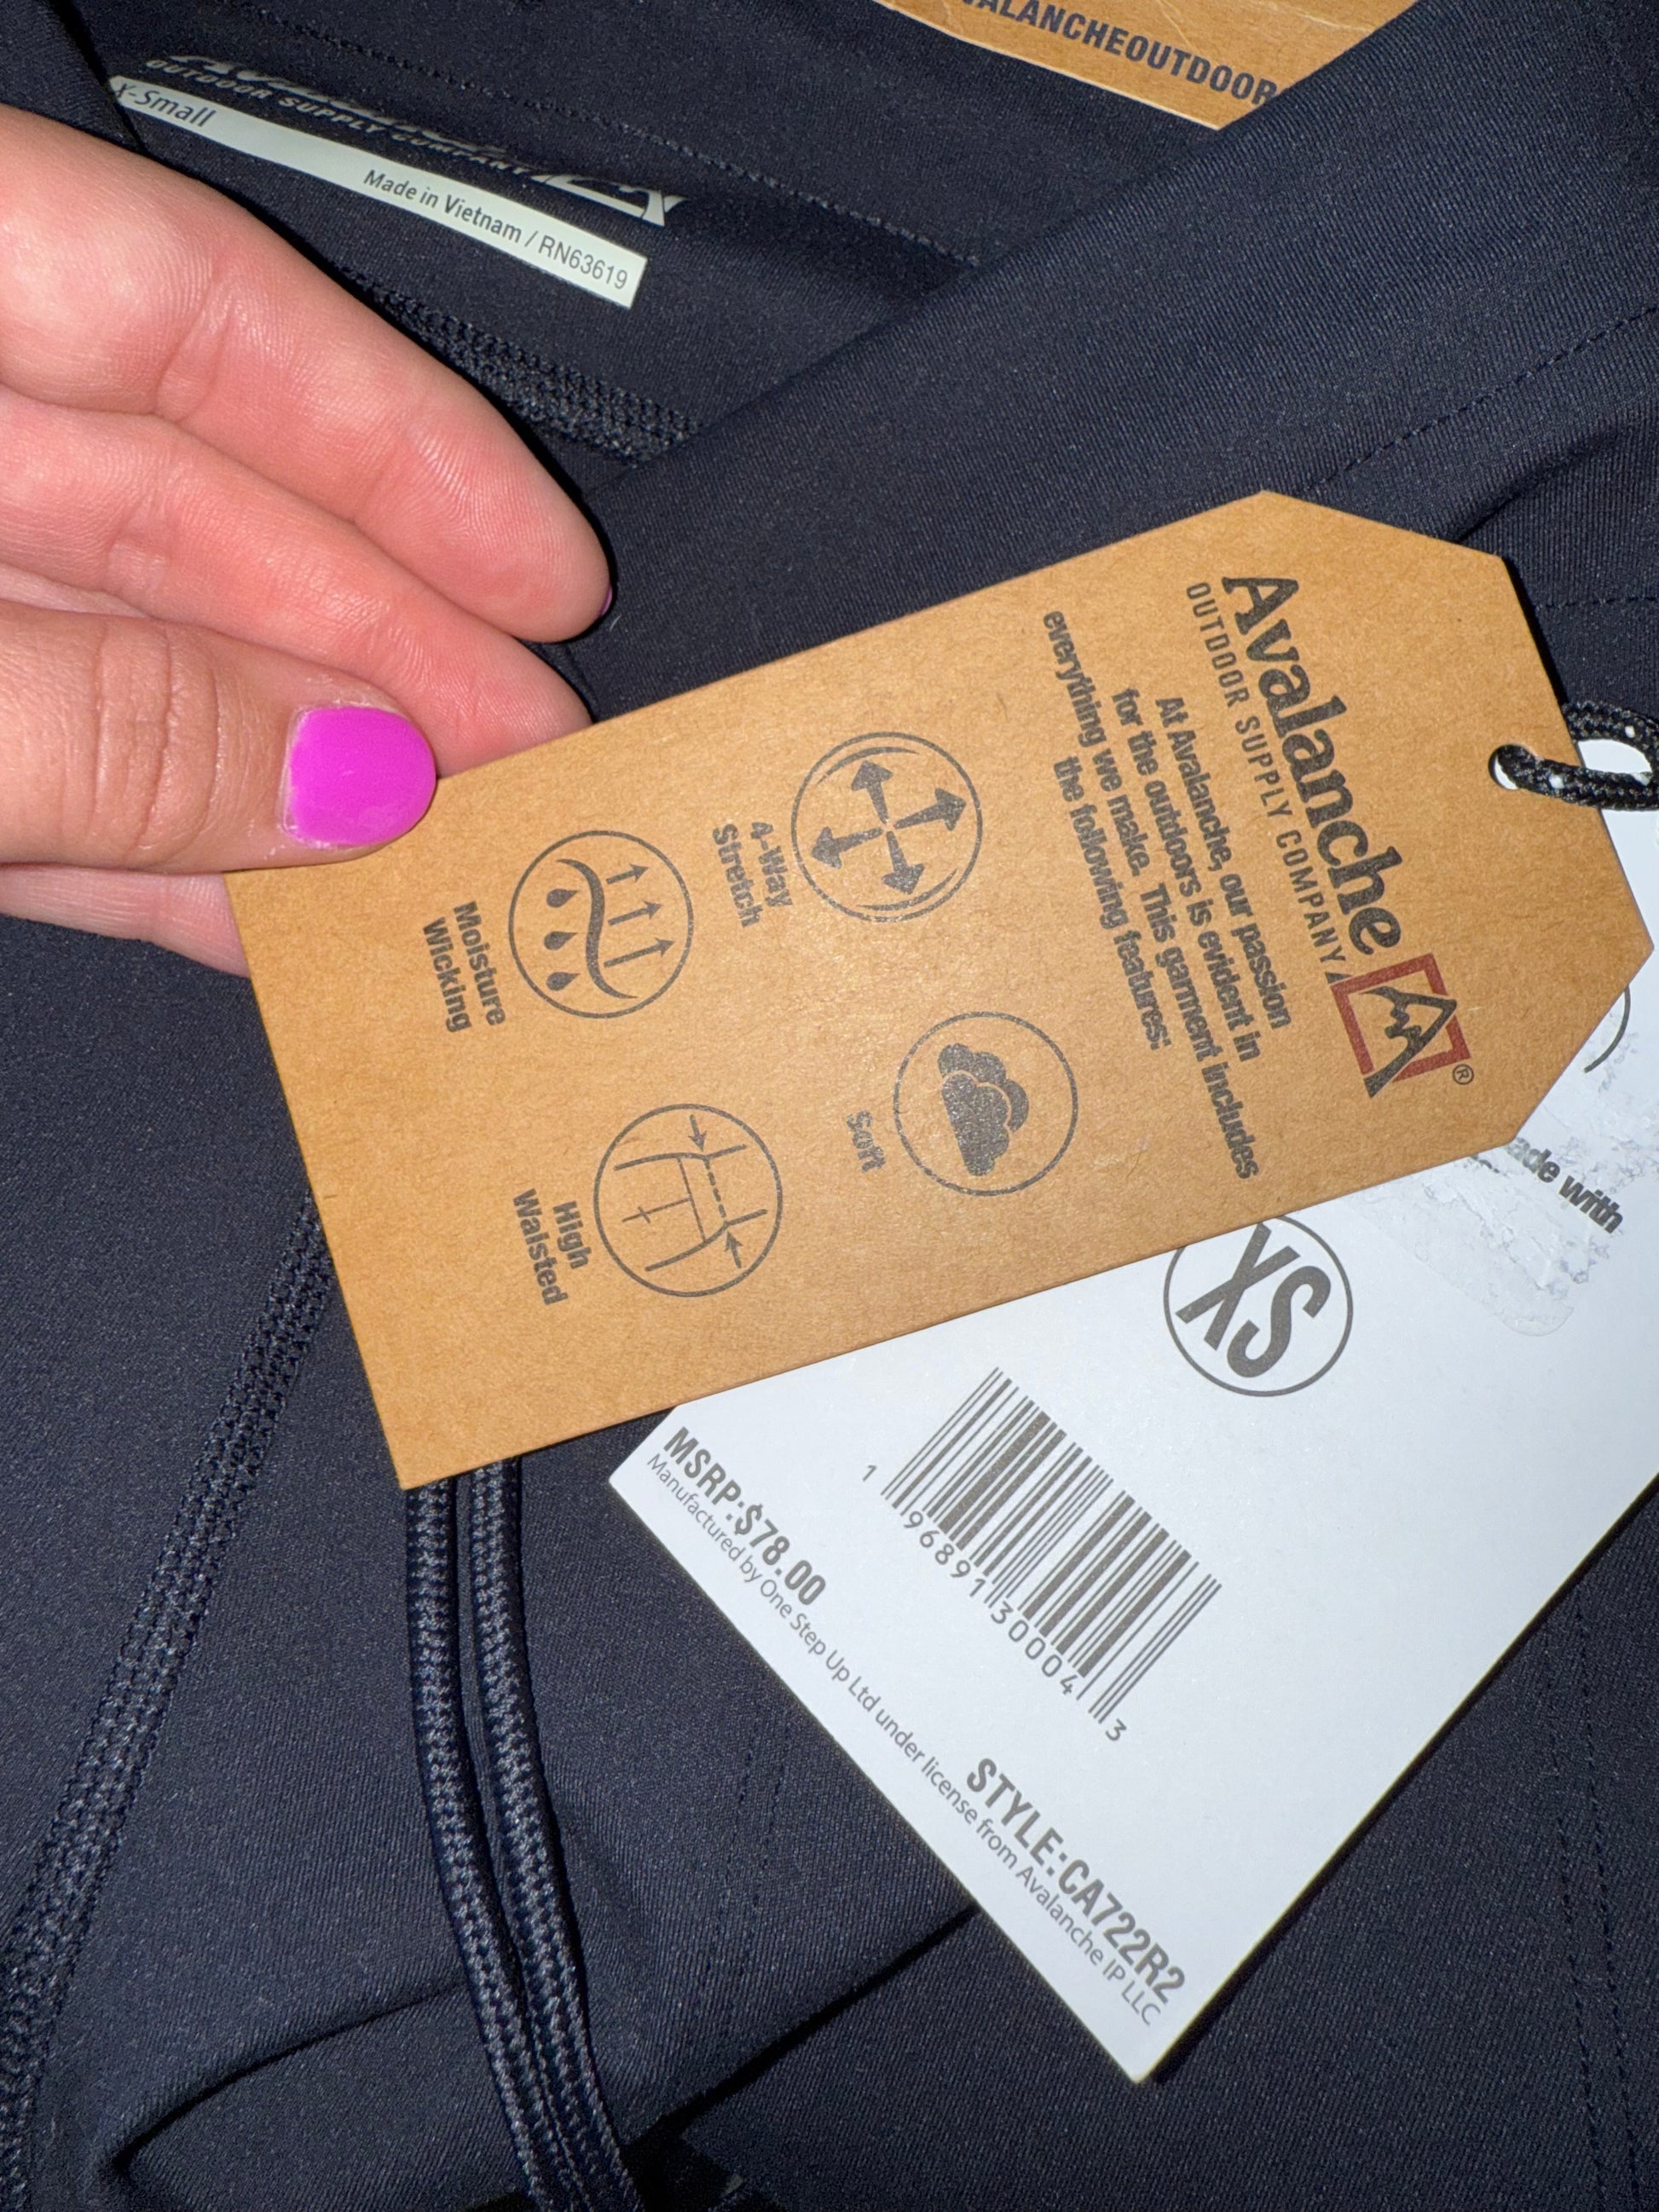 AVALANCHEOUTDOOR
OUTDOOR SUPPLY COMPANY
X-Small
Made in Vietnam / RN63619
Avalanche ®
OUTDOOR SUPPLY COMPANY
At Avalanche, our passion
for the outdoors is evident in
everything we make. This garment includes
the following features:
4-Way
Stretch
Soft
Moisture
Wicking
High
Waisted
with
XS
1 96891 30004 3
MSRP:$78.00
STYLE:CA722R2
Manufactured by One Step Up Ltd under license from Avalanche IP LLC